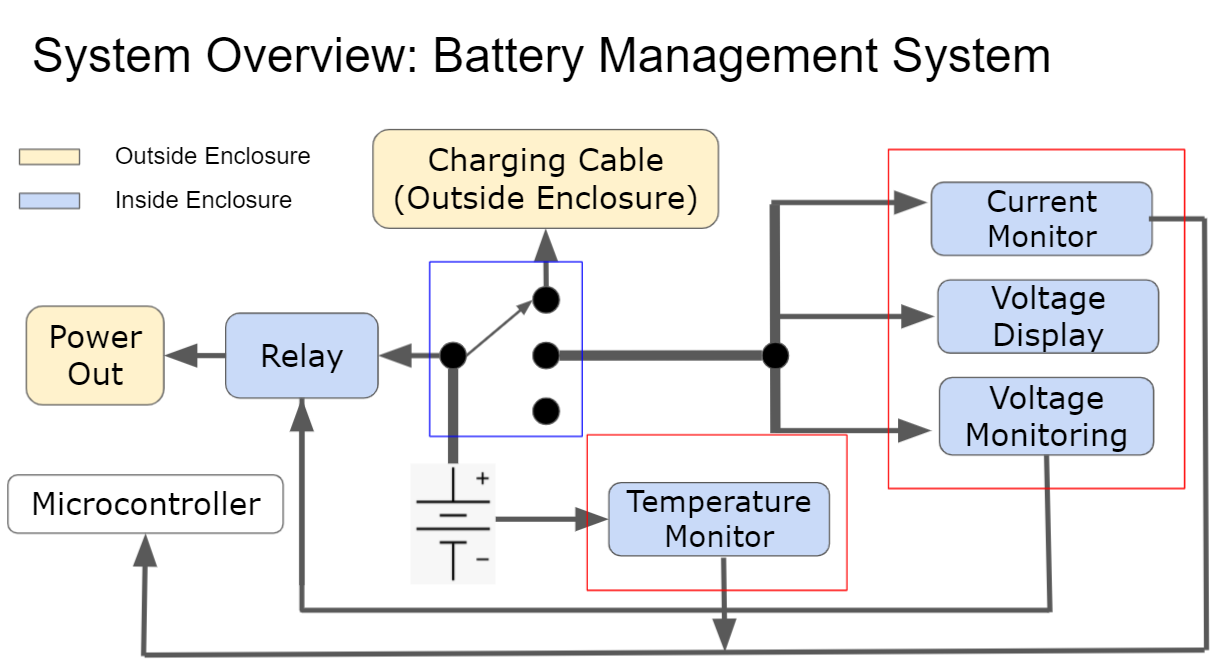 System Overview: Battery Management System
Outside Enclosure
Inside Enclosure
Charging Cable
(Outside Enclosure)
Current
Monitor
Voltage
Display
Voltage
Monitoring
Power
Out
Relay
Microcontroller
+
−
Temperature
Monitor